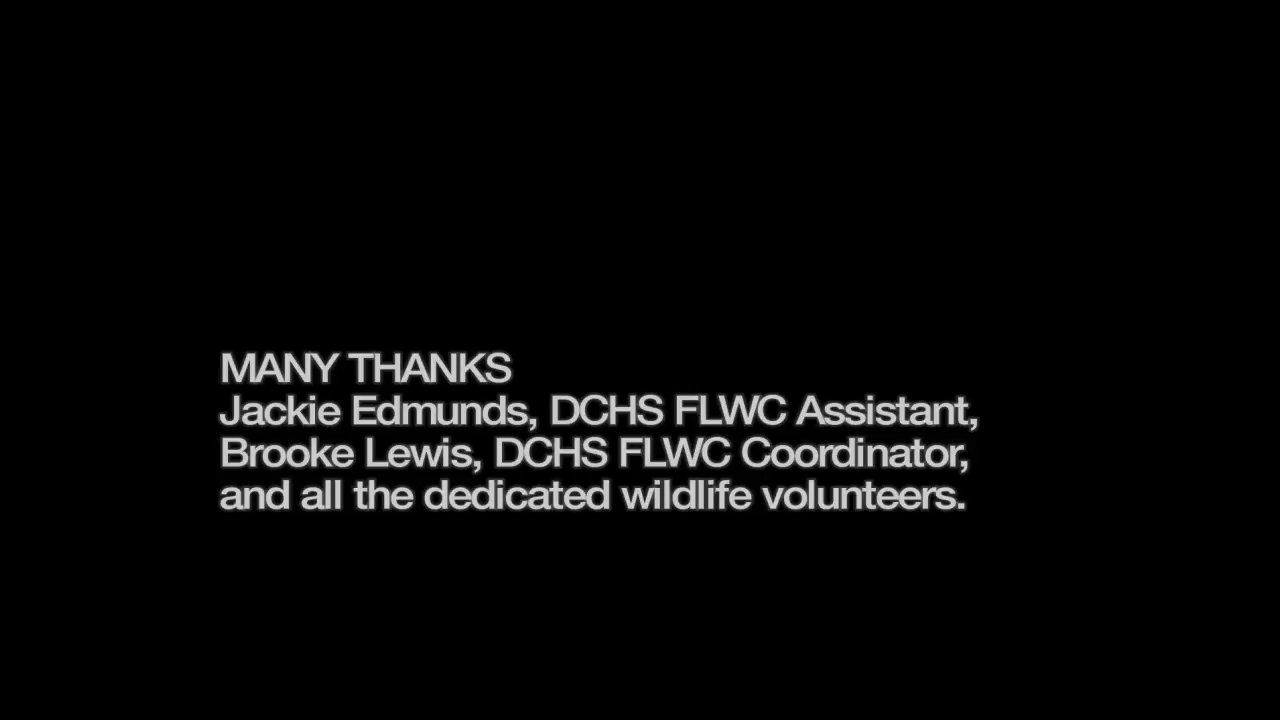 MANY THANKS
Jackie Edmunds, DCHS FLWC Assistant,
Brooke Lewis, DCHS FLWC Coordinator,
and all the dedicated wildlife volunteers.